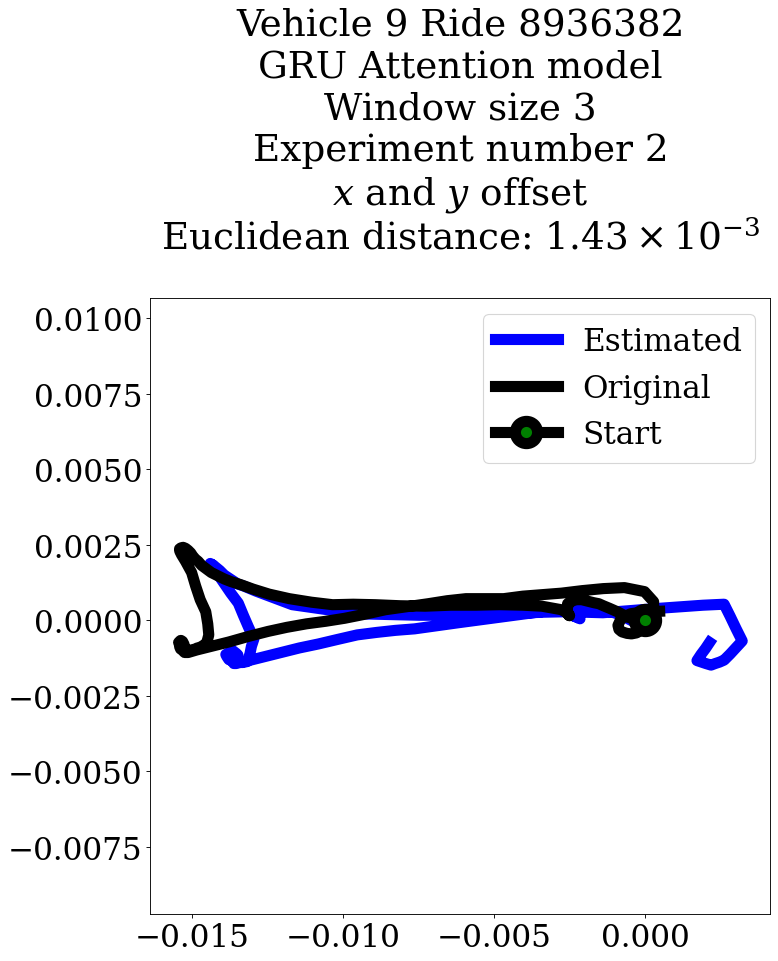 Vehicle 9 Ride 8936382
GRU Attention model
Window size 3
Experiment number 2
x and y offset
Euclidean distance: 1.43 × 10⁻³
Estimated
Original
Start
0.0100
0.0075
0.0050
0.0025
0.0000
−0.0025
−0.0050
−0.0075
−0.015 −0.010 −0.005 0.000